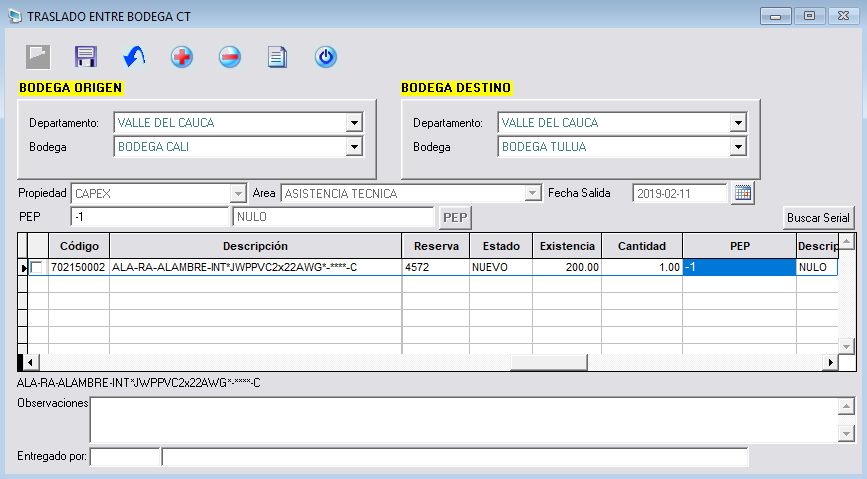 TRASLADO ENTRE BODEGA CT
BODEGA ORIGEN
BODEGA DESTINO
Departamento: VALLE DEL CAUCA
Bodega BODEGA CALI
Departamento: VALLE DEL CAUCA
Bodega BODEGA TULUA
Propiedad CAPEX Area ASISTENCIA TECNICA Fecha Salida 2019-02-11
PEP -1 NULO PEP Buscar Serial
Código Descripción Reserva Estado Existencia Cantidad PEP Descrip
702150002 ALA-RA-ALAMBRE-INT*JWPPVC2x22AWG*-****-C 4572 NUEVO 200.00 1.00 -1 NULO
ALA-RA-ALAMBRE-INT*JWPPVC2x22AWG*-****-C
Observaciones
Entregado por: